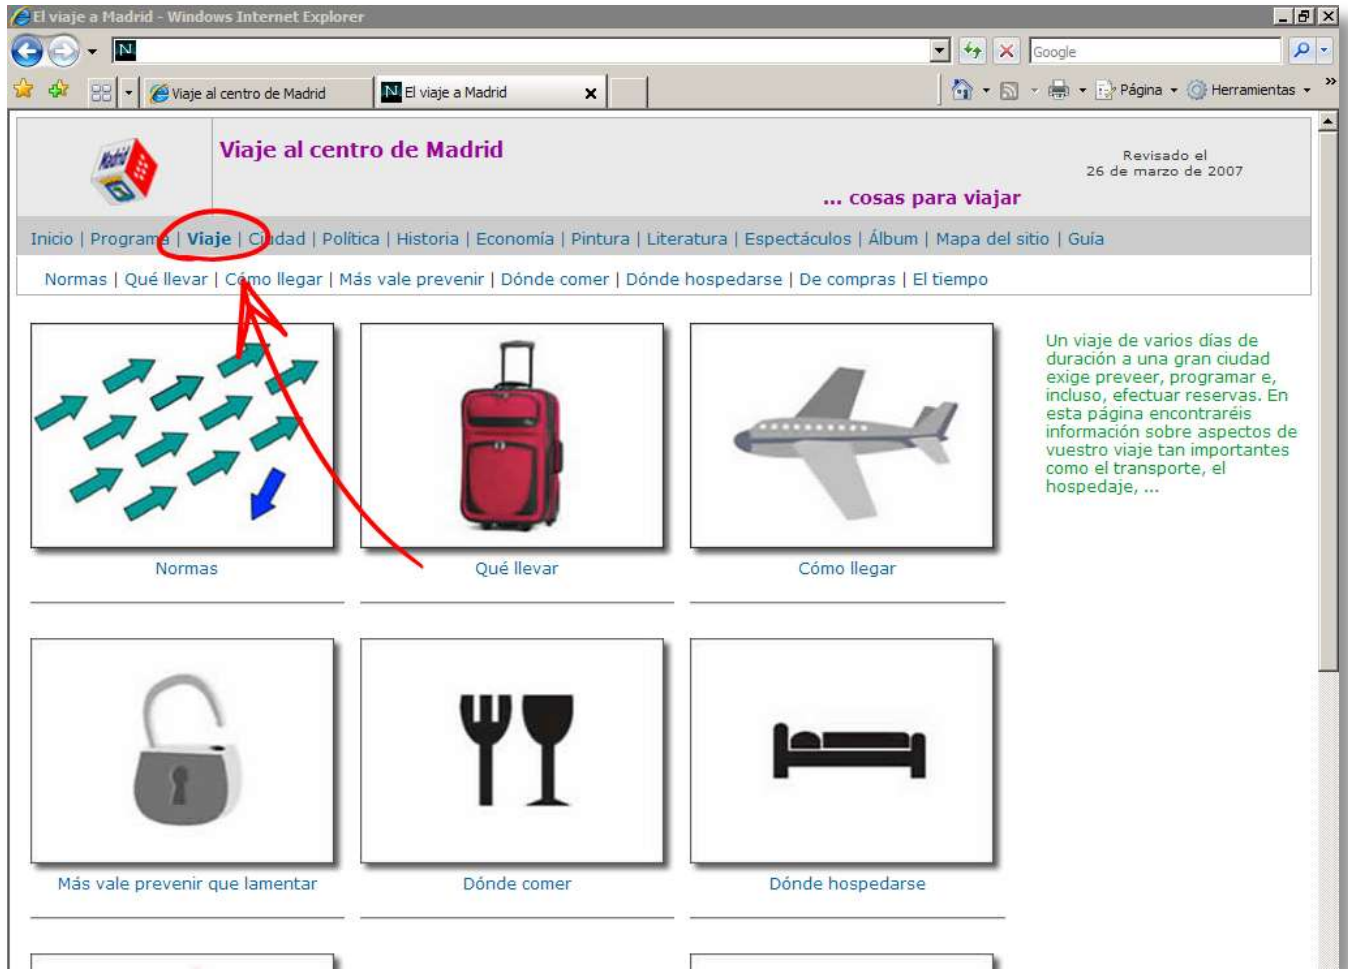 El viaje a Madrid - Windows Internet Explorer
Google
Viaje al centro de Madrid
El viaje a Madrid
Página
Herramientas
Madrid
Viaje al centro de Madrid
Revisado el
26 de marzo de 2007
... cosas para viajar
Inicio | Programa | Viaje | Ciudad | Política | Historia | Economía | Pintura | Literatura | Espectáculos | Álbum | Mapa del sitio | Guía
Normas | Qué llevar | Cómo llegar | Más vale prevenir | Dónde comer | Dónde hospedarse | De compras | El tiempo
Un viaje de varios días de
duración a una gran ciudad
exige preveer, programar e,
incluso, efectuar reservas. En
esta página encontraréis
información sobre aspectos de
vuestro viaje tan importantes
como el transporte, el
hospedaje, ...
Normas
Qué llevar
Cómo llegar
Más vale prevenir que lamentar
Dónde comer
Dónde hospedarse